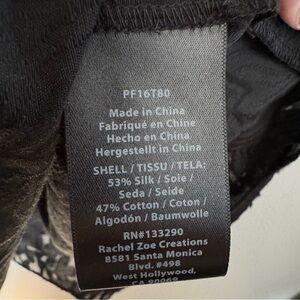 PF16T80
Made in China
Fabriqué en Chine
Hecho en China
Hergestellt in China
SHELL / TISSU / TELA:
53% Silk / Soie /
Seda / Seide
47% Cotton / Coton /
Algodón / Baumwolle
RN#133290
Rachel Zoe Creations
8581 Santa Monica
Blvd. #498
West Hollywood,
CA 90069